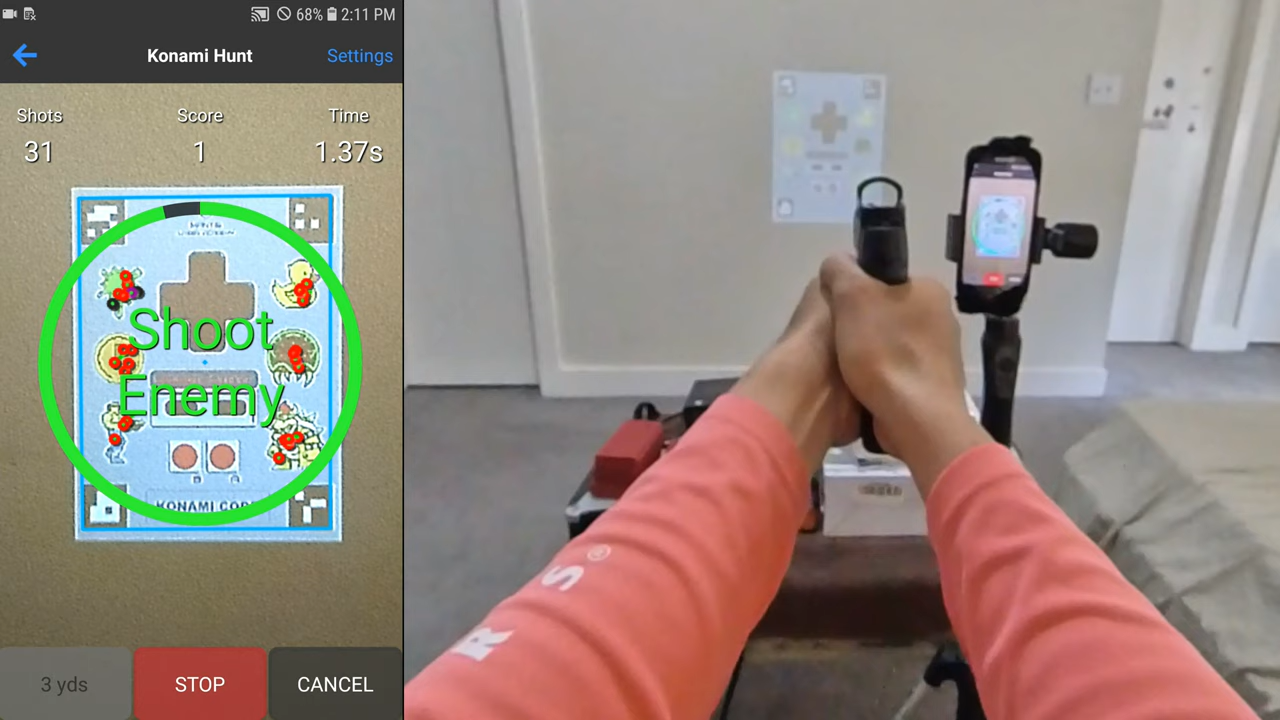 68% 2:11 PM
Konami Hunt
Settings
Shots
Score
Time
31
1
1.37s
Shoot
Enemy
KONAMI COD
3 yds
STOP
CANCEL
R S®